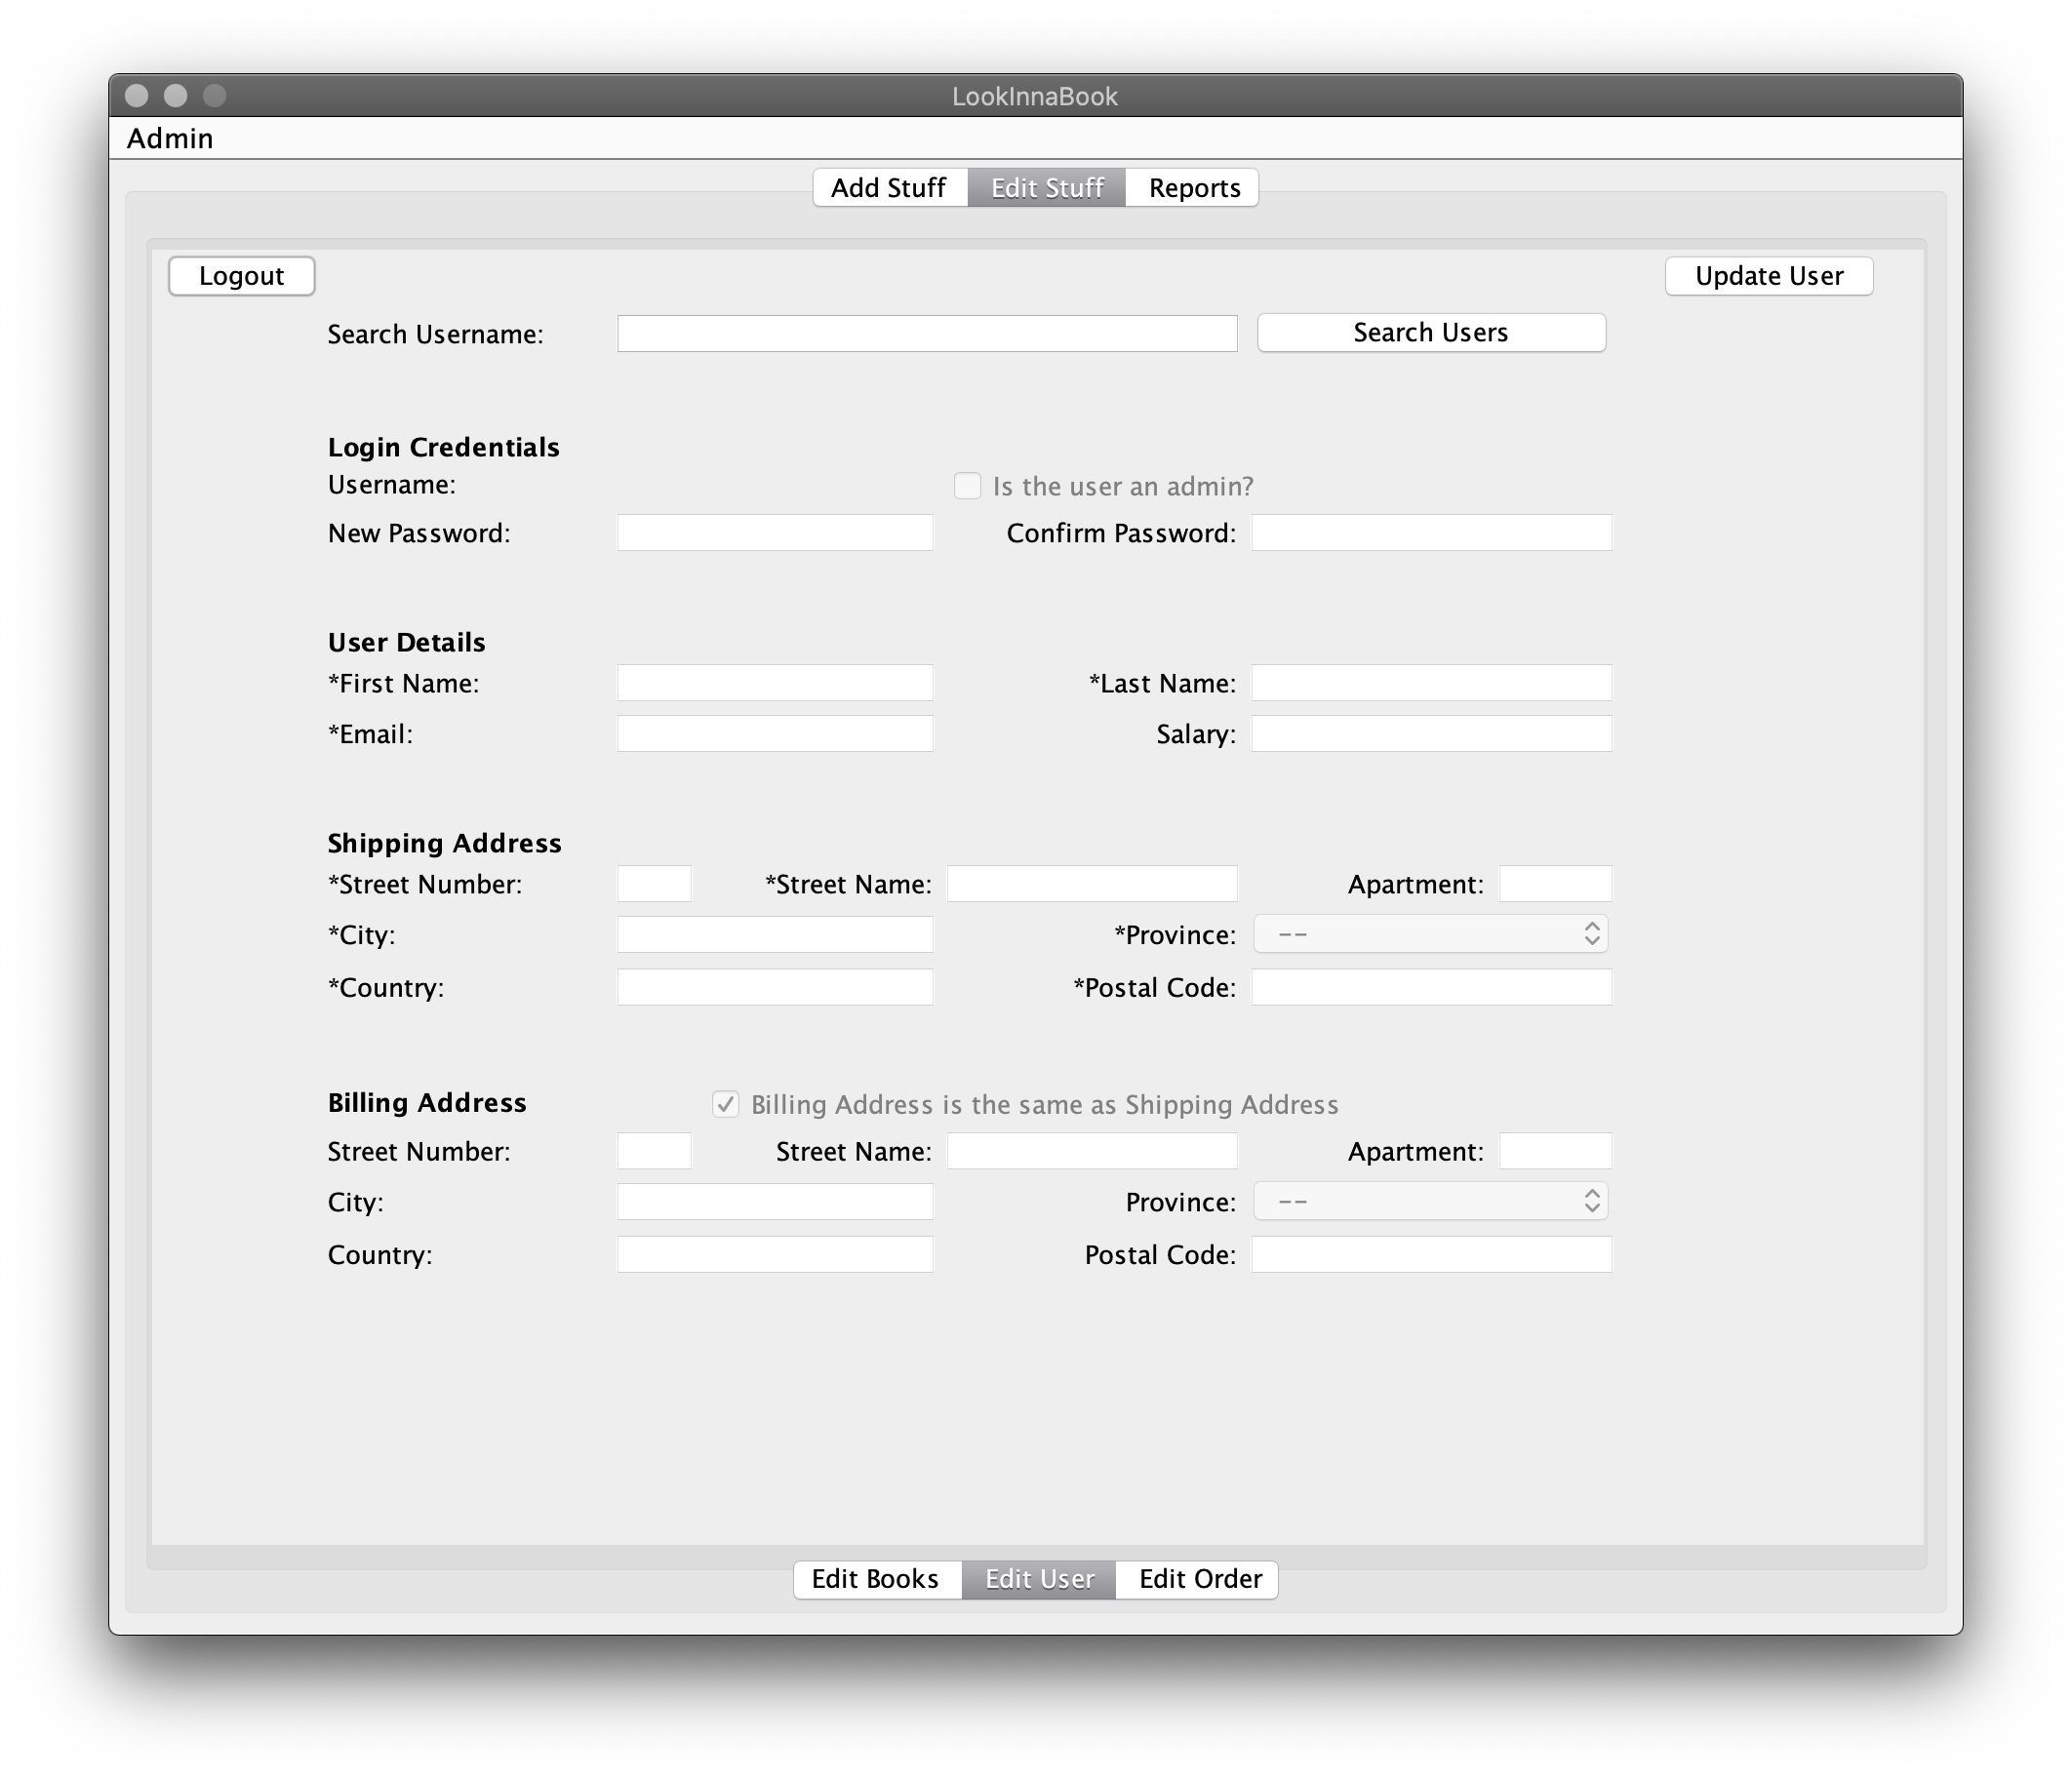 LookInnaBook
Admin
Add Stuff Edit Stuff Reports
Logout Update User
Search Username: Search Users
Login Credentials
Username: Is the user an admin?
New Password: Confirm Password:
User Details
*First Name: *Last Name:
*Email: Salary:
Shipping Address
*Street Number: *Street Name: Apartment:
*City: *Province: --
*Country: *Postal Code:
Billing Address Billing Address is the same as Shipping Address
Street Number: Street Name: Apartment:
City: Province: --
Country: Postal Code:
Edit Books Edit User Edit Order